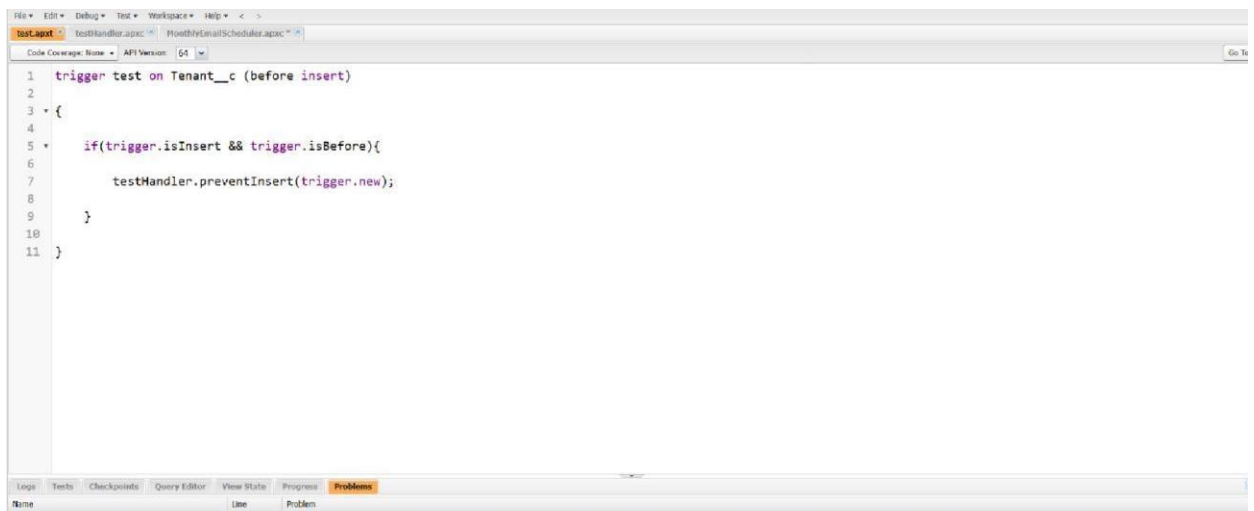 File Edit Debug Test Workspace Help < >
test.apxt testHandler.apxc MonthlyEmailScheduler.apxc *
Code Coverage: None API Version: 64 Go To
1 trigger test on Tenant__c (before insert)
2
3 {
4
5 if(trigger.isInsert && trigger.isBefore){
6
7 testHandler.preventInsert(trigger.new);
8
9 }
10
11 }
Logs Tests Checkpoints Query Editor View State Progress Problems
Name Line Problem